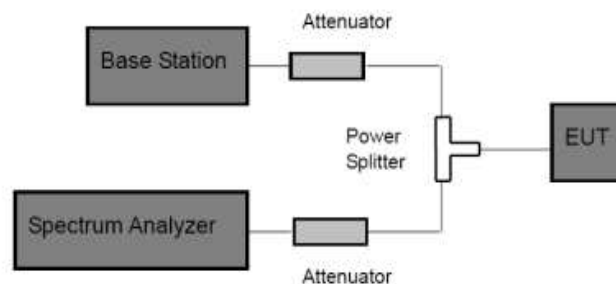 Attenuator
Base Station
Power
Splitter
EUT
Spectrum Analyzer
Attenuator